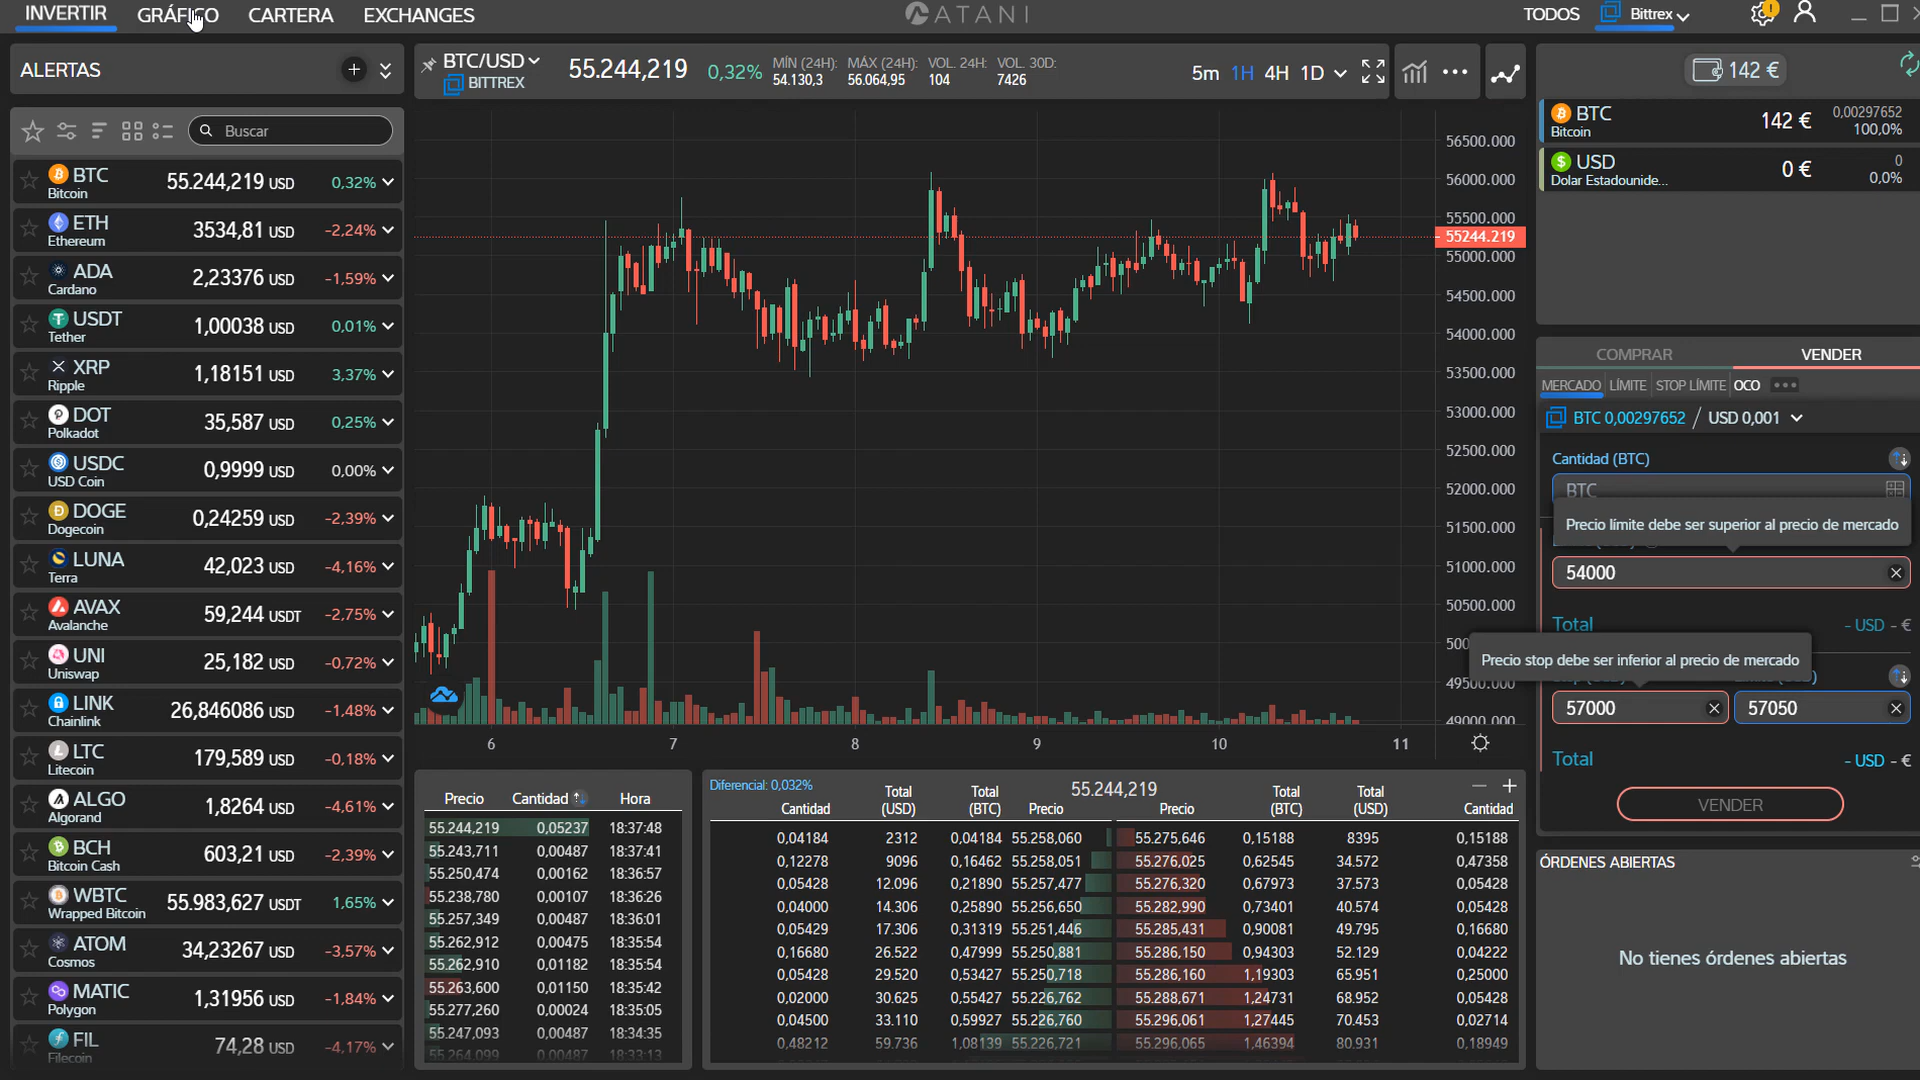 INVERTIR GRÁFICO CARTERA EXCHANGES
ATANI
TODOS Bittrex
ALERTAS
Buscar
BTC 55.244,219 USD 0,32%
Bitcoin
ETH 3534,81 USD -2,24%
Ethereum
ADA 2,23376 USD -1,59%
Cardano
USDT 1,00038 USD 0,01%
Tether
XRP 1,18151 USD 3,37%
Ripple
DOT 35,587 USD 0,25%
Polkadot
USDC 0,9999 USD 0,00%
USD Coin
DOGE 0,24259 USD -2,39%
Dogecoin
LUNA 42,023 USD -4,16%
Terra
AVAX 59,244 USDT -2,75%
Avalanche
UNI 25,182 USD -0,72%
Uniswap
LINK 26,846086 USD -1,48%
Chainlink
LTC 179,589 USD -0,18%
Litecoin
ALGO 1,8264 USD -4,61%
Algorand
BCH 603,21 USD -2,39%
Bitcoin Cash
WBTC 55.983,627 USDT 1,65%
Wrapped Bitcoin
ATOM 34,23267 USD -3,57%
Cosmos
MATIC 1,31956 USD -1,84%
Polygon
FIL 74,28 USD -4,17%
Filecoin
BTC/USD
BITTREX
55.244,219 0,32%
MÍN (24H): MÁX (24H): VOL. 24H: VOL. 30D:
54.130,3 56.064,95 104 7426
5m 1H 4H 1D
56500.000
56000.000
55500.000
55244.219
55000.000
54500.000
54000.000
53500.000
53000.000
52500.000
52000.000
51500.000
51000.000
50500.000
500
49500.000
49000.000
6 7 8 9 10 11
Precio Cantidad Hora
55.244,219 0,05237 18:37:48
55.243,711 0,00487 18:37:41
55.250,474 0,00162 18:36:57
55.238,780 0,00107 18:36:26
55.257,349 0,00487 18:36:01
55.262,912 0,00475 18:35:54
55.262,910 0,01182 18:35:54
55.263,600 0,01150 18:35:42
55.277,260 0,00024 18:35:05
55.247,093 0,00487 18:34:35
55.264,099 0,00487 18:33:13
Diferencial: 0,032% 55.244,219
Cantidad Total (USD) Total (BTC) Precio Precio Total (BTC) Total (USD) Cantidad
0,04184 2312 0,04184 55.258,060 55.275,646 0,15188 8395 0,15188
0,12278 9096 0,16462 55.258,051 55.276,025 0,62545 34.572 0,47358
0,05428 12.096 0,21890 55.257,477 55.276,320 0,67973 37.573 0,05428
0,04000 14.306 0,25890 55.256,650 55.282,990 0,73401 40.574 0,05428
0,05429 17.306 0,31319 55.251,446 55.285,431 0,90081 49.795 0,16680
0,16680 26.522 0,47999 55.250,881 55.286,150 0,94303 52.129 0,04222
0,05428 29.520 0,53427 55.250,718 55.286,160 1,19303 65.951 0,25000
0,02000 30.625 0,55427 55.226,762 55.288,671 1,24731 68.952 0,05428
0,04500 33.110 0,59927 55.226,760 55.296,061 1,27445 70.453 0,02714
0,48212 59.736 1,08139 55.226,721 55.296,065 1,46394 80.931 0,18949
142 €
BTC 142 € 0,00297652
Bitcoin 100,0%
USD 0 € 0
Dolar Estadounide... 0,0%
COMPRAR VENDER
MERCADO LÍMITE STOP LÍMITE OCO
BTC 0,00297652 / USD 0,001
Cantidad (BTC)
BTC
Precio límite debe ser superior al precio de mercado
54000
Total - USD - €
Precio stop debe ser inferior al precio de mercado
57000 57050
Total - USD - €
VENDER
ÓRDENES ABIERTAS
No tienes órdenes abiertas